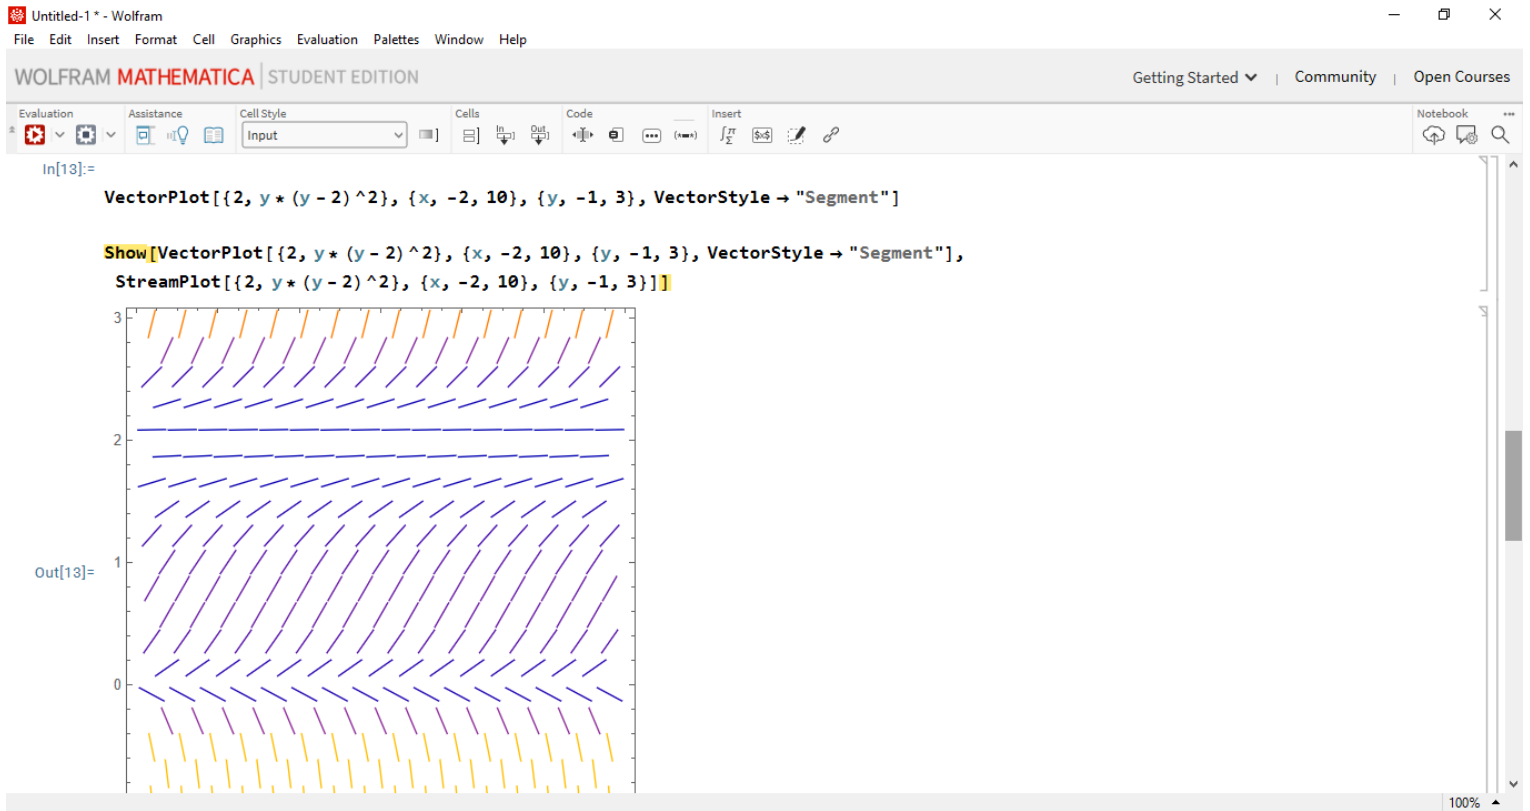 Untitled-1 * - Wolfram
File Edit Insert Format Cell Graphics Evaluation Palettes Window Help
WOLFRAM MATHEMATICA | STUDENT EDITION Getting Started | Community | Open Courses
Evaluation Assistance Cell Style Cells Code Insert Notebook
Input In Out
In[13]:=
VectorPlot[{2, y * (y - 2) ^2}, {x, -2, 10}, {y, -1, 3}, VectorStyle → "Segment"]
Show[VectorPlot[{2, y * (y - 2) ^2}, {x, -2, 10}, {y, -1, 3}, VectorStyle → "Segment"],
StreamPlot[{2, y * (y - 2) ^2}, {x, -2, 10}, {y, -1, 3}]]
3
2
1
Out[13]=
0
100%